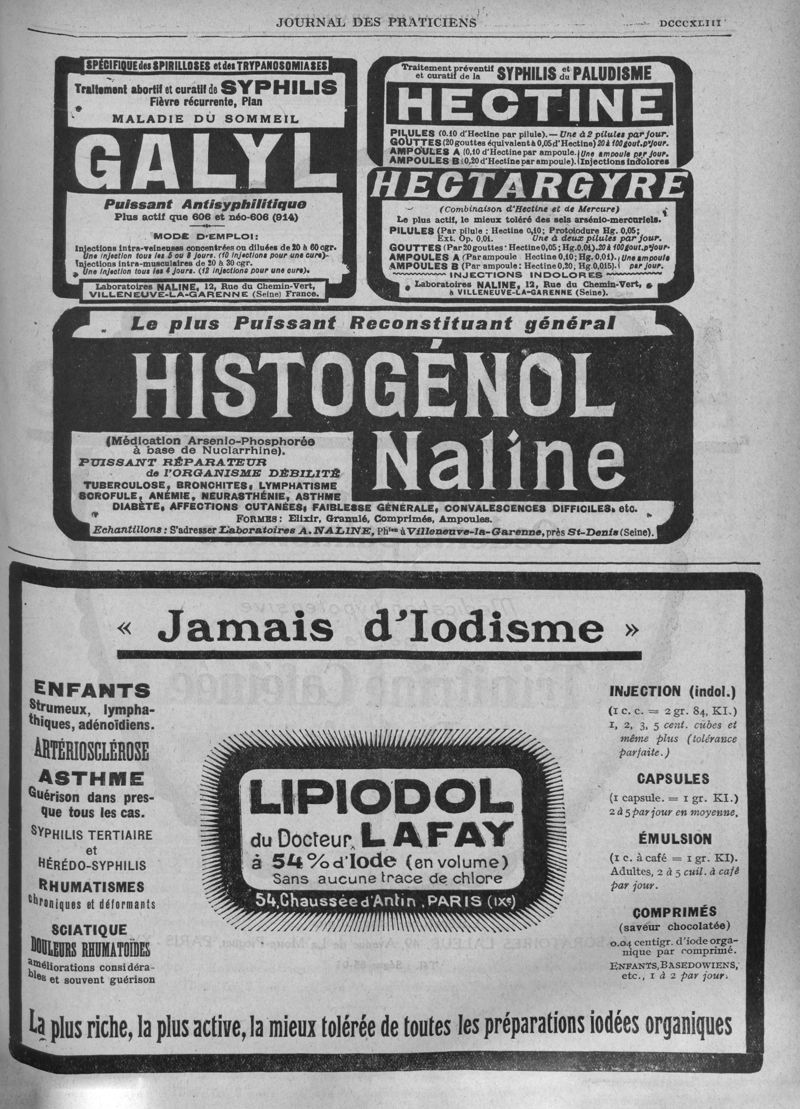 JOURNAL DES PRATICIENS
DCCCXLIII
SPÉCIFIQUE des SPIRILLOSES et des TRYPANOSOMIASES
Traitement abortif et curatif de SYPHILIS
Fièvre récurrente, Pian
MALADIE DU SOMMEIL
GALYL
Puissant Antisyphilitique
Plus actif que 606 et néo-606 (914)
MODE D'EMPLOI:
Injections intra-veineuses concentrées ou diluées de 20 à 60 cgr.
Une injection tous les 5 ou 8 jours. (10 injections pour une cure)-
Injections intra-musculaires de 20 à 30 cgr.
Une injection tous les 4 jours. (12 injections pour une cure).
Laboratoires NALINE, 12, Rue du Chemin-Vert,
VILLENEUVE-LA-GARENNE (Seine) France.
Traitement préventif et curatif de la SYPHILIS et du PALUDISME
HECTINE
PILULES (0.10 d'Hectine par pilule).— Une à 2 pilules par jour.
GOUTTES (20 gouttes équivalent à 0,05 d'Hectine) 20 à 100 gout. p' jour.
AMPOULES A (0,10 d'Hectine par ampoule. Une ampoule par jour.
AMPOULES B (0,20 d'Hectine par ampoule). Injections indolores
HECTARGYRE
(Combinaison d'Hectine et de Mercure)
Le plus actif, le mieux toléré des sels arsénio-mercuriels.
PILULES (Par pilule : Hectine 0,10; Protoiodure Hg. 0,05;
Ext. Op. 0,01. Une à deux pilules par jour.
GOUTTES (Par 20 gouttes : Hectine 0,05; Hg. 0,01). 20 à 100 gout. p' jour.
AMPOULES A (Par ampoule : Hectine 0,10; Hg. 0,01). Une ampoule
AMPOULES B (Par ampoule : Hectine 0,20, Hg. 0,015). par jour.
INJECTIONS INDOLORES
Laboratoires NALINE, 12, Rue du Chemin-Vert,
à VILLENEUVE-LA-GARENNE (Seine).
Le plus Puissant Reconstituant général
HISTOGÉNOL
Naline
(Médication Arsenio-Phosphorée
à base de Nuclarrhine).
PUISSANT RÉPARATEUR
de l'ORGANISME DÉBILITÉ
TUBERCULOSE, BRONCHITES, LYMPHATISME
SCROFULE, ANÉMIE, NEURASTHÉNIE, ASTHME
DIABÈTE, AFFECTIONS CUTANÉES, FAIBLESSE GÉNÉRALE, CONVALESCENCES DIFFICILES, etc.
FORMES : Elixir, Granulé, Comprimés, Ampoules.
Echantillons : S'adresser Laboratoires A. NALINE, Phien à Villeneuve-la-Garenne, près St-Denis (Seine).
« Jamais d'Iodisme »
ENFANTS
Strumeux, lympha-
thiques, adénoïdiens.
ARTÉRIOSCLÉROSE
ASTHME
Guérison dans pres-
que tous les cas.
SYPHILIS TERTIAIRE
et
HÉRÉDO-SYPHILIS
RHUMATISMES
chroniques et déformants
SCIATIQUE
DOULEURS RHUMATOÏDES
améliorations considéra-
bles et souvent guérison
LIPIODOL
du Docteur LAFAY
à 54 % d'Iode (en volume)
Sans aucune trace de chlore
54, Chaussée d'Antin, PARIS (IXe)
INJECTION (indol.)
(1 c. c. = 2 gr. 84, KI.)
1, 2, 3, 5 cent. cubes et
même plus (tolérance
parfaite.)
CAPSULES
(1 capsule. = 1 gr. KI.)
2 à 5 par jour en moyenne.
ÉMULSION
(1 c. à café = 1 gr. KI).
Adultes, 2 à 5 cuil. à café
par jour.
COMPRIMÉS
(saveur chocolatée)
0.04 centigr. d'iode orga-
nique par comprimé.
ENFANTS, BASEDOWIENS,
etc., 1 à 2 par jour.
La plus riche, la plus active, la mieux tolérée de toutes les préparations iodées organiques